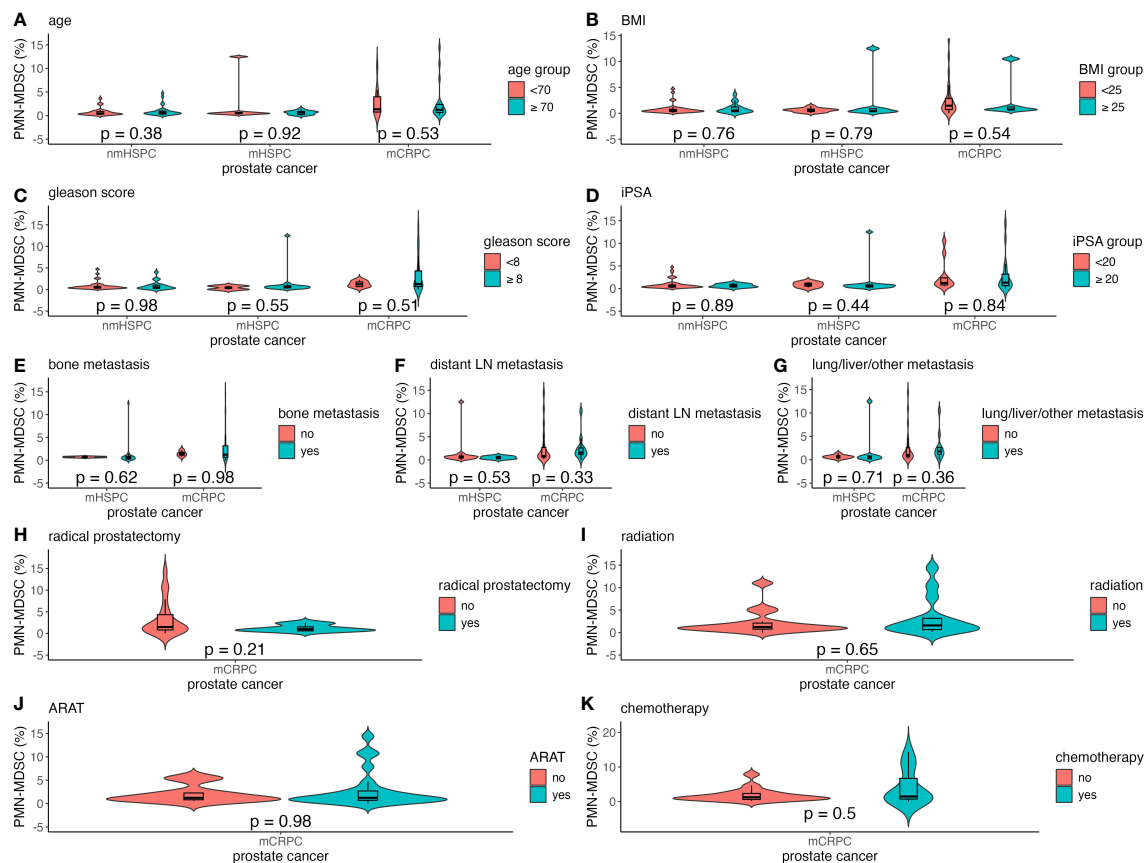 A age
PMN-MDSC (%)
15
10
5
0
-5
p = 0.38 p = 0.92 p = 0.53
nmHSPC mHSPC mCRPC
prostate cancer
age group
<70
≥ 70
B BMI
PMN-MDSC (%)
15
10
5
0
-5
p = 0.76 p = 0.79 p = 0.54
nmHSPC mHSPC mCRPC
prostate cancer
BMI group
<25
≥ 25
C gleason score
PMN-MDSC (%)
15
10
5
0
-5
p = 0.98 p = 0.55 p = 0.51
nmHSPC mHSPC mCRPC
prostate cancer
gleason score
<8
≥ 8
D iPSA
PMN-MDSC (%)
15
10
5
0
-5
p = 0.89 p = 0.44 p = 0.84
nmHSPC mHSPC mCRPC
prostate cancer
iPSA group
<20
≥ 20
E bone metastasis
PMN-MDSC (%)
15
10
5
0
-5
p = 0.62 p = 0.98
mHSPC mCRPC
prostate cancer
bone metastasis
no
yes
F distant LN metastasis
PMN-MDSC (%)
15
10
5
0
-5
p = 0.53 p = 0.33
mHSPC mCRPC
prostate cancer
distant LN metastasis
no
yes
G lung/liver/other metastasis
PMN-MDSC (%)
15
10
5
0
-5
p = 0.71 p = 0.36
mHSPC mCRPC
prostate cancer
lung/liver/other metastasis
no
yes
H radical prostatectomy
PMN-MDSC (%)
15
10
5
0
-5
p = 0.21
mCRPC
prostate cancer
radical prostatectomy
no
yes
I radiation
PMN-MDSC (%)
15
10
5
0
-5
p = 0.65
mCRPC
prostate cancer
radiation
no
yes
J ARAT
PMN-MDSC (%)
15
10
5
0
-5
p = 0.98
mCRPC
prostate cancer
ARAT
no
yes
K chemotherapy
PMN-MDSC (%)
20
10
0
p = 0.5
mCRPC
prostate cancer
chemotherapy
no
yes